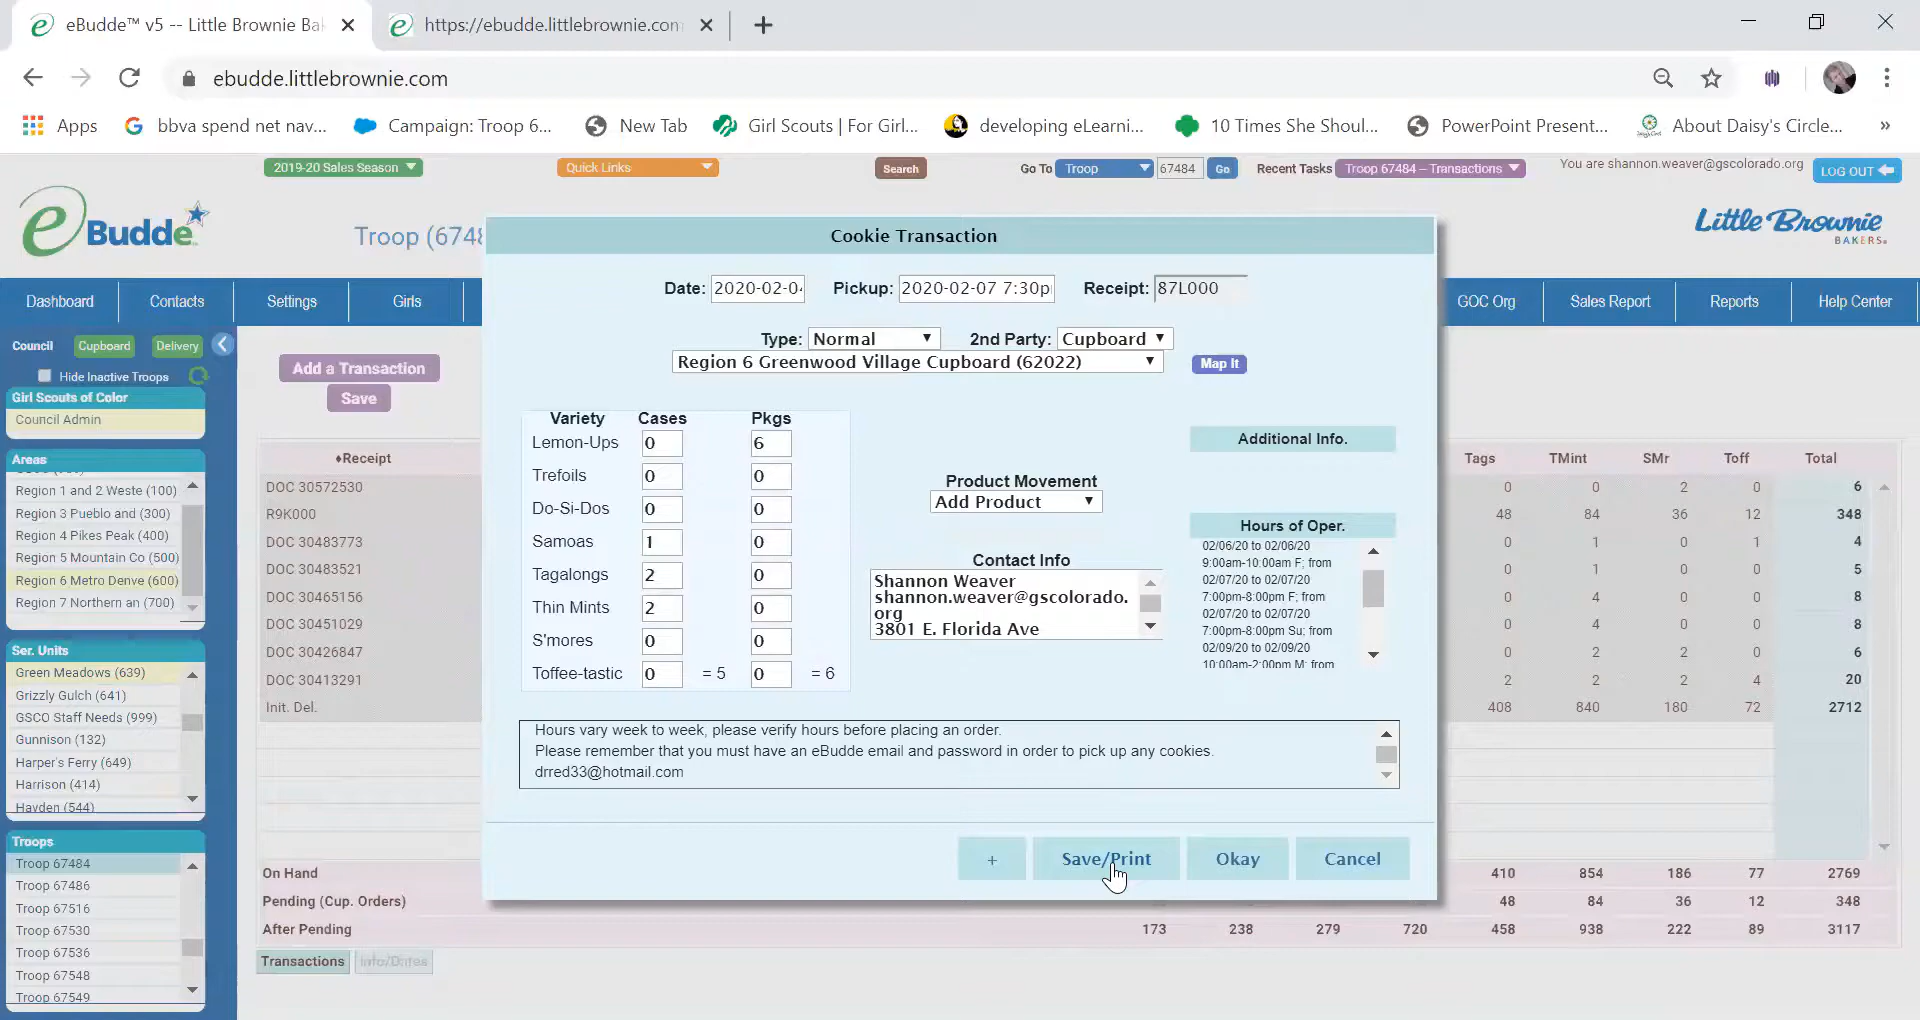 eBudde™ v5 -- Little Brownie Ba
https://ebudde.littlebrownie.con
ebudde.littlebrownie.com
Apps
bbva spend net nav...
Campaign: Troop 6...
New Tab
Girl Scouts | For Girl...
developing eLearni...
10 Times She Shoul...
PowerPoint Present...
About Daisy's Circle...
»
2019-20 Sales Season
Quick Links
Search
Go To
Troop
67484
Go
Recent Tasks
Troop 67484 – Transactions
You are shannon.weaver@gscolorado.org
LOG OUT
eBudde
Troop (6748
Little Brownie
BAKERS
Dashboard
Contacts
Settings
Girls
GOC Org
Sales Report
Reports
Help Center
Council
Cupboard
Delivery
Hide Inactive Troops
Girl Scouts of Color
Council Admin
Areas
Region 1 and 2 Weste (100)
Region 3 Pueblo and (300)
Region 4 Pikes Peak (400)
Region 5 Mountain Co (500)
Region 6 Metro Denve (600)
Region 7 Northern an (700)
Ser. Units
Green Meadows (639)
Grizzly Gulch (641)
GSCO Staff Needs (999)
Gunnison (132)
Harper's Ferry (649)
Harrison (414)
Hayden (544)
Troops
Troop 67484
Troop 67486
Troop 67516
Troop 67530
Troop 67536
Troop 67548
Troop 67549
Add a Transaction
Save
♦Receipt
DOC 30572530
R9K000
DOC 30483773
DOC 30483521
DOC 30465156
DOC 30451029
DOC 30426847
DOC 30413291
Init. Del.
Cookie Transaction
Date: 2020-02-04
Pickup: 2020-02-07 7:30p
Receipt: 87L000
Type: Normal
2nd Party: Cupboard
Region 6 Greenwood Village Cupboard (62022)
Map It
Variety Cases Pkgs
Lemon-Ups 0 6
Trefoils 0 0
Do-Si-Dos 0 0
Samoas 1 0
Tagalongs 2 0
Thin Mints 2 0
S'mores 0 0
Toffee-tastic 0 = 5 0 = 6
Product Movement
Add Product
Contact Info
Shannon Weaver
shannon.weaver@gscolorado.
org
3801 E. Florida Ave
Additional Info.
Hours of Oper.
02/06/20 to 02/06/20
9:00am-10:00am F; from
02/07/20 to 02/07/20
7:00pm-8:00pm F; from
02/07/20 to 02/07/20
7:00pm-8:00pm Su; from
02/09/20 to 02/09/20
10:00am-2:00pm M; from
Hours vary week to week, please verify hours before placing an order.
Please remember that you must have an eBudde email and password in order to pick up any cookies.
drred33@hotmail.com
+
Save/Print
Okay
Cancel
Tags TMint SMr Toff Total
0 0 2 0 6
48 84 36 12 348
0 1 0 1 4
0 1 0 0 5
0 4 0 0 8
0 4 0 0 8
0 2 2 0 6
2 2 2 4 20
408 840 180 72 2712
On Hand 410 854 186 77 2769
Pending (Cup. Orders) 48 84 36 12 348
After Pending 173 238 279 720 458 938 222 89 3117
Transactions
Info/Dates